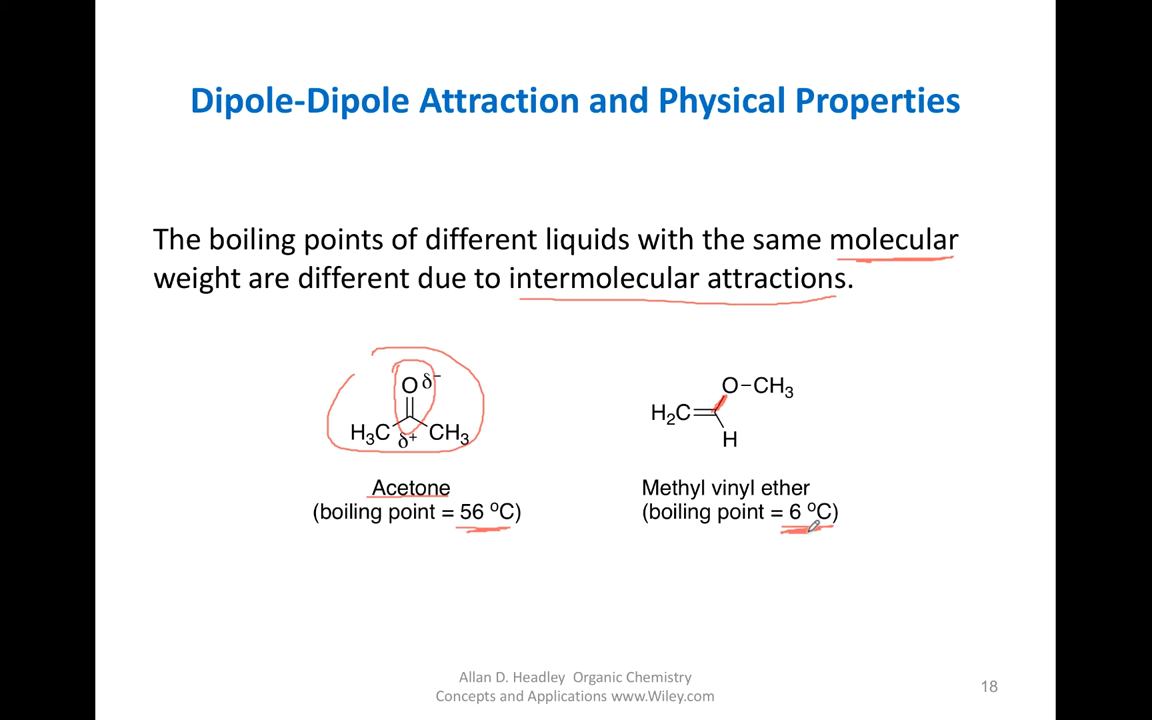 Dipole-Dipole Attraction and Physical Properties
The boiling points of different liquids with the same molecular
weight are different due to intermolecular attractions.
O δ−
H3C δ+ CH3
Acetone
(boiling point = 56 ⁰C)
O−CH3
H2C
H
Methyl vinyl ether
(boiling point = 6 ⁰C)
Allan D. Headley Organic Chemistry
Concepts and Applications www.Wiley.com
18